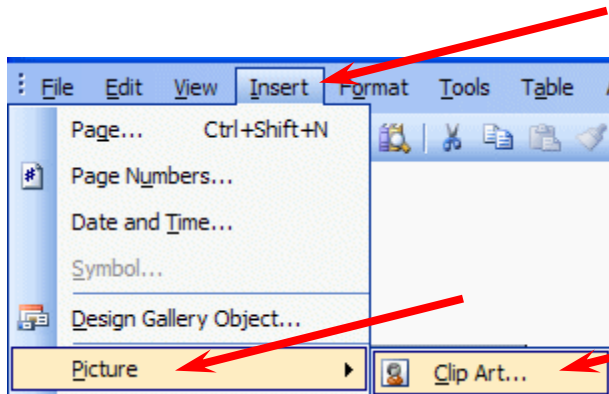 File Edit View Insert Format Tools Table
Page... Ctrl+Shift+N
Page Numbers...
Date and Time...
Symbol...
Design Gallery Object...
Picture
Clip Art...